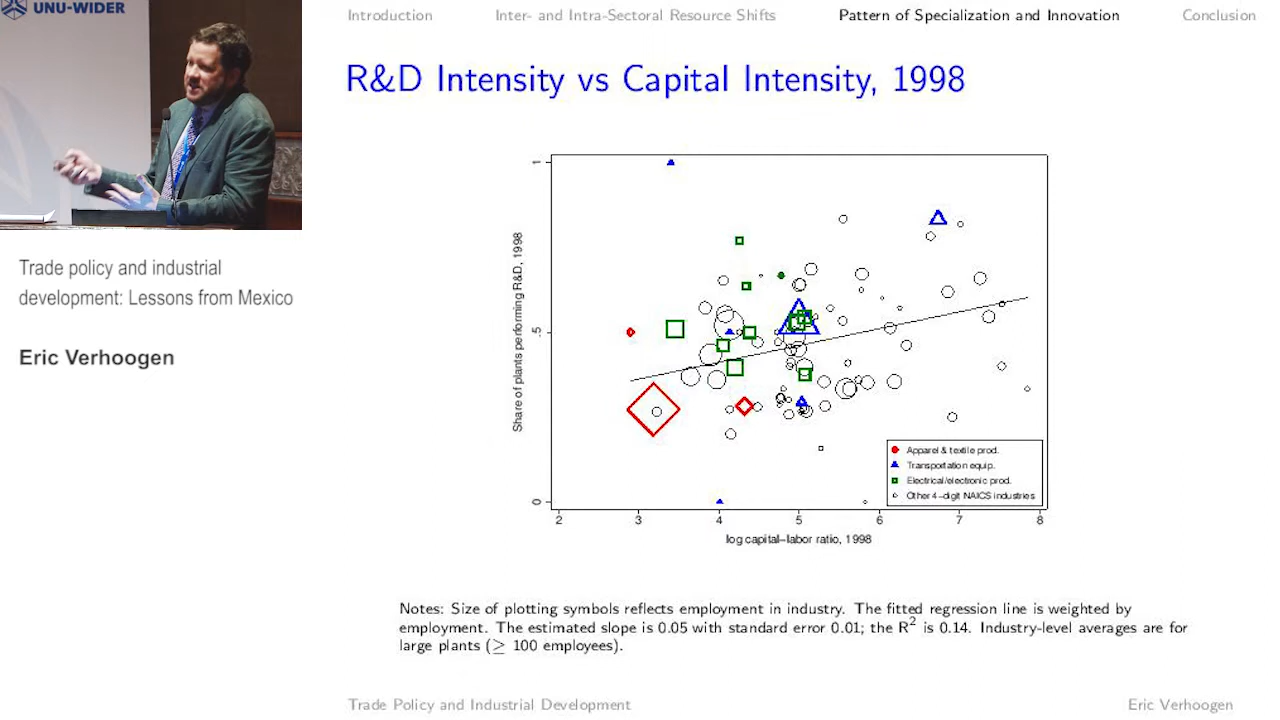 UNU-WIDER
Introduction
Inter- and Intra-Sectoral Resource Shifts
Pattern of Specialization and Innovation
Conclusion
R&D Intensity vs Capital Intensity, 1998
Trade policy and industrial
development: Lessons from Mexico
Eric Verhoogen
Share of plants performing R&D, 1998
1
.5
0
2 3 4 5 6 7 8
log capital−labor ratio, 1998
Apparel & textile prod.
Transportation equip.
Electrical/electronic prod.
Other 4−digit NAICS industries
Notes: Size of plotting symbols reflects employment in industry. The fitted regression line is weighted by
employment. The estimated slope is 0.05 with standard error 0.01; the R² is 0.14. Industry-level averages are for
large plants (≥ 100 employees).
Trade Policy and Industrial Development
Eric Verhoogen